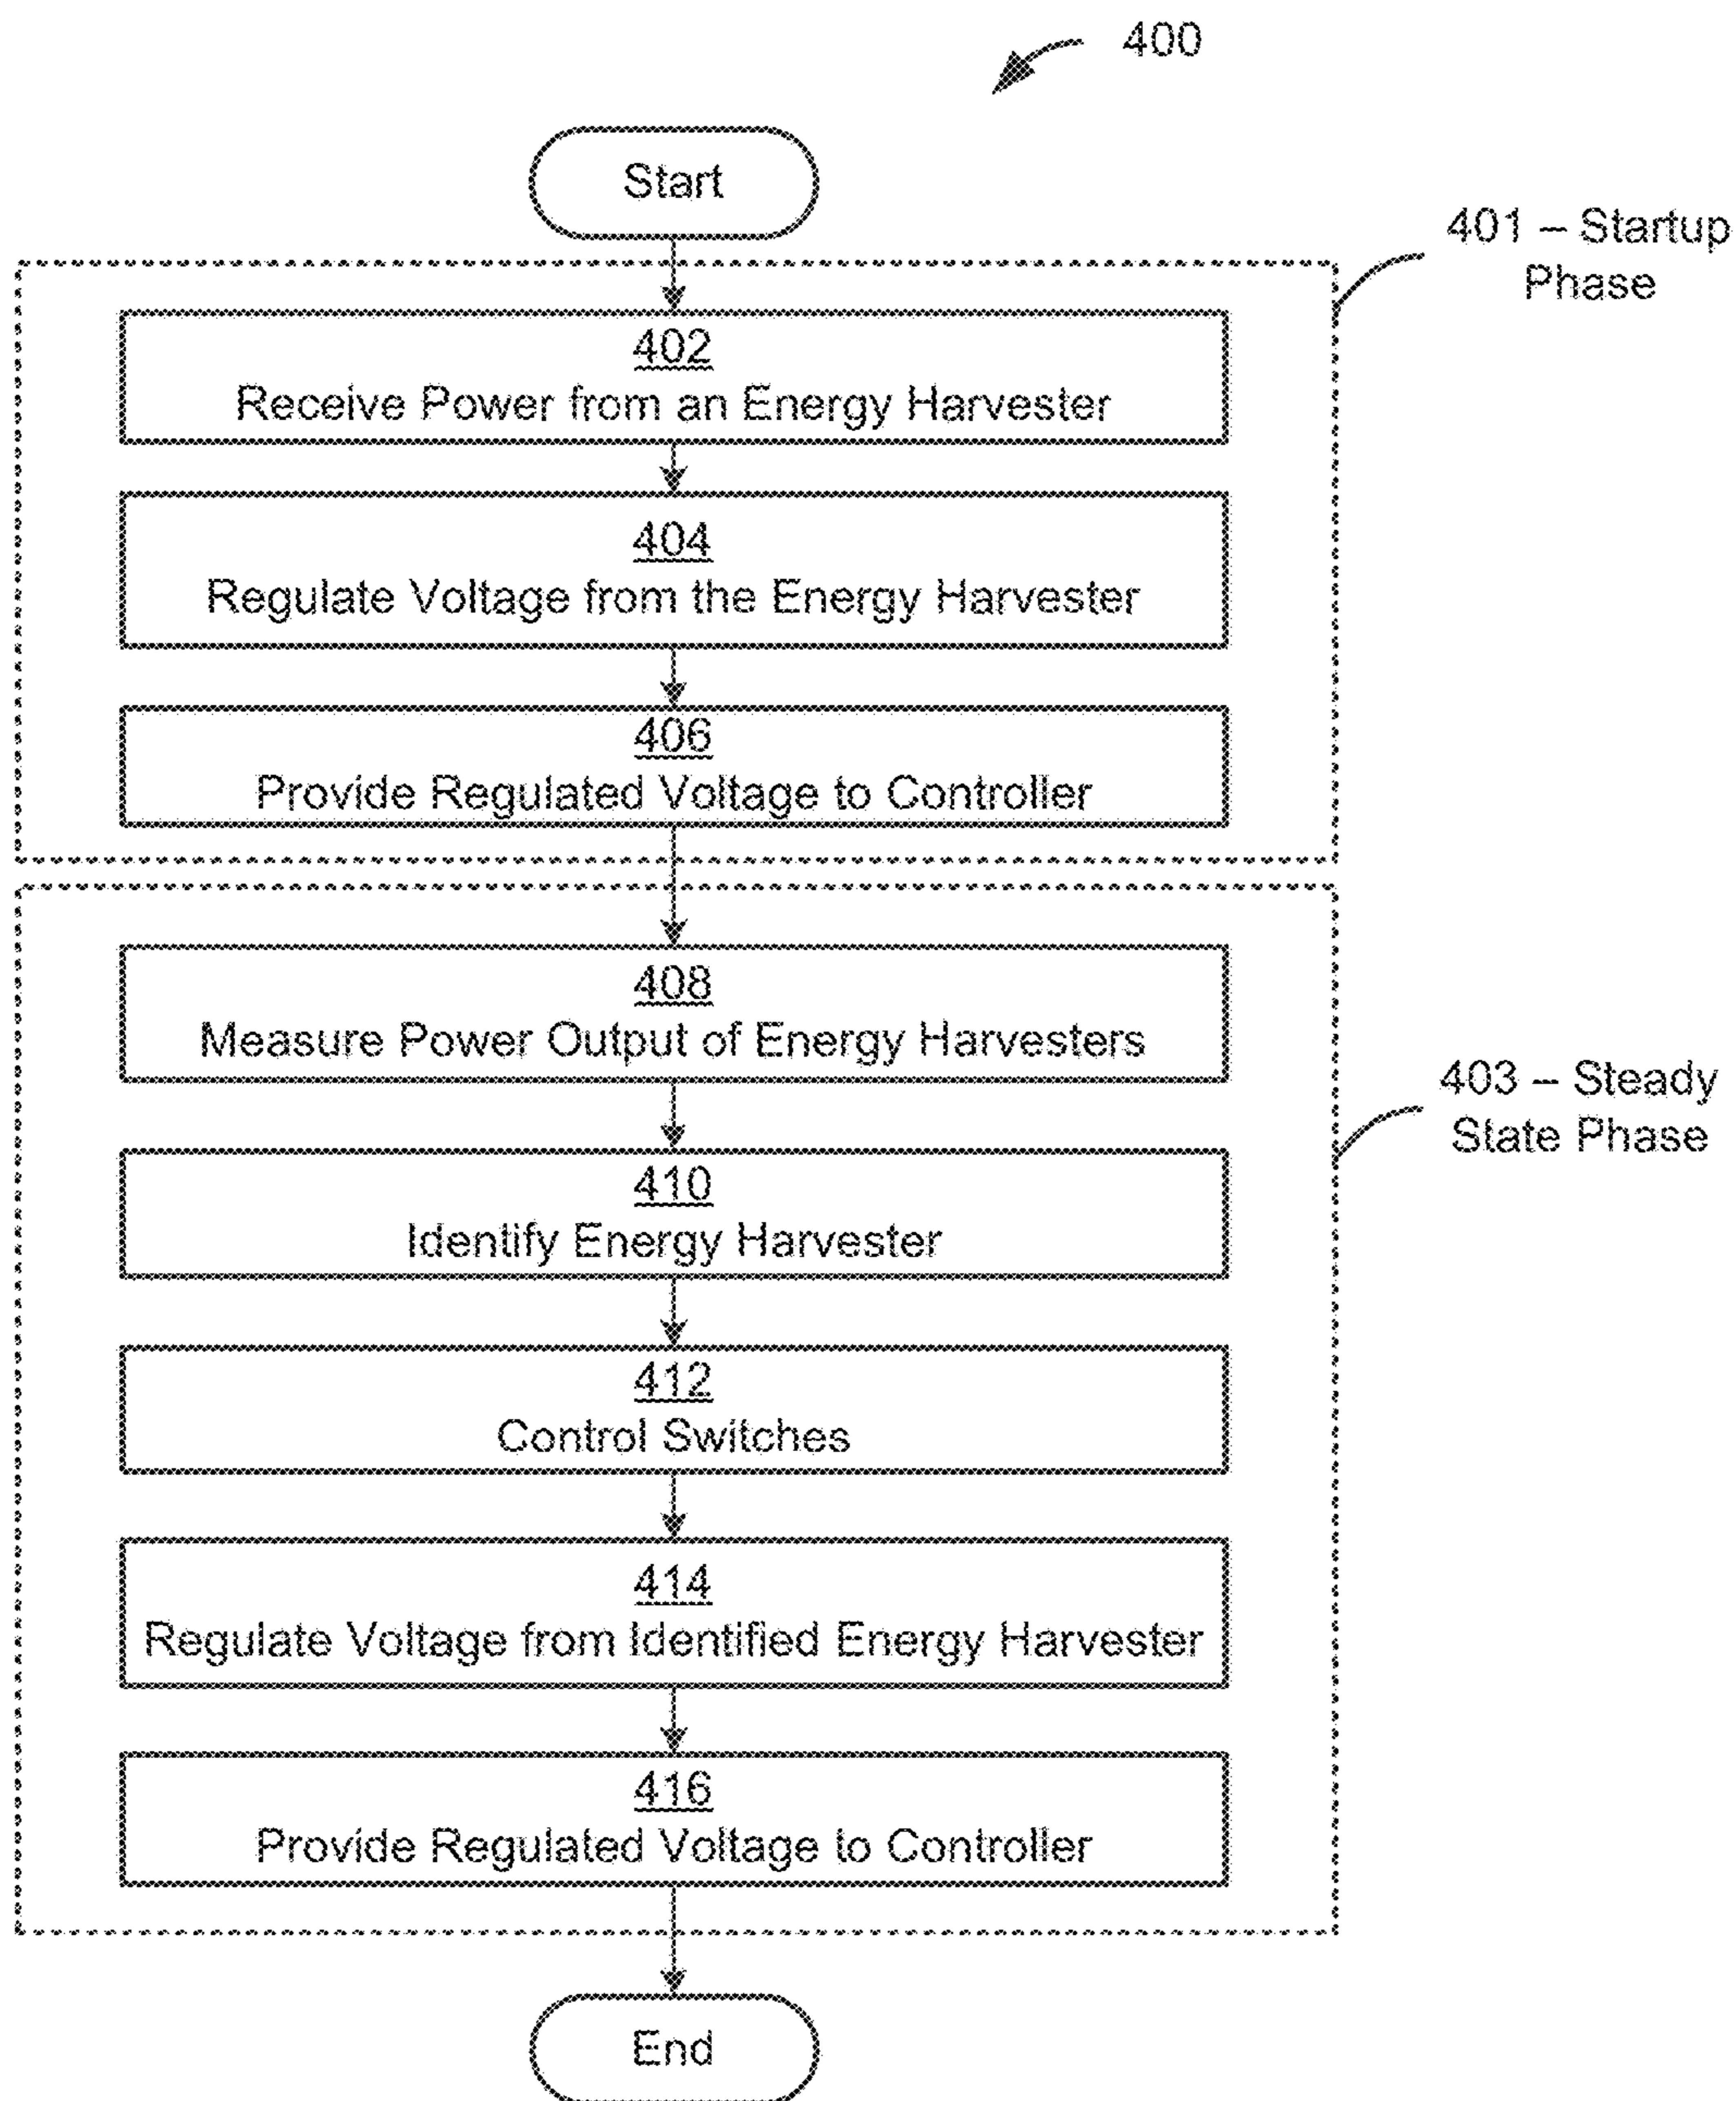 400
Start
401 – Startup
Phase
402
Receive Power from an Energy Harvester
404
Regulate Voltage from the Energy Harvester
406
Provide Regulated Voltage to Controller
408
Measure Power Output of Energy Harvesters
403 – Steady
State Phase
410
Identify Energy Harvester
412
Control Switches
414
Regulate Voltage from Identified Energy Harvester
416
Provide Regulated Voltage to Controller
End